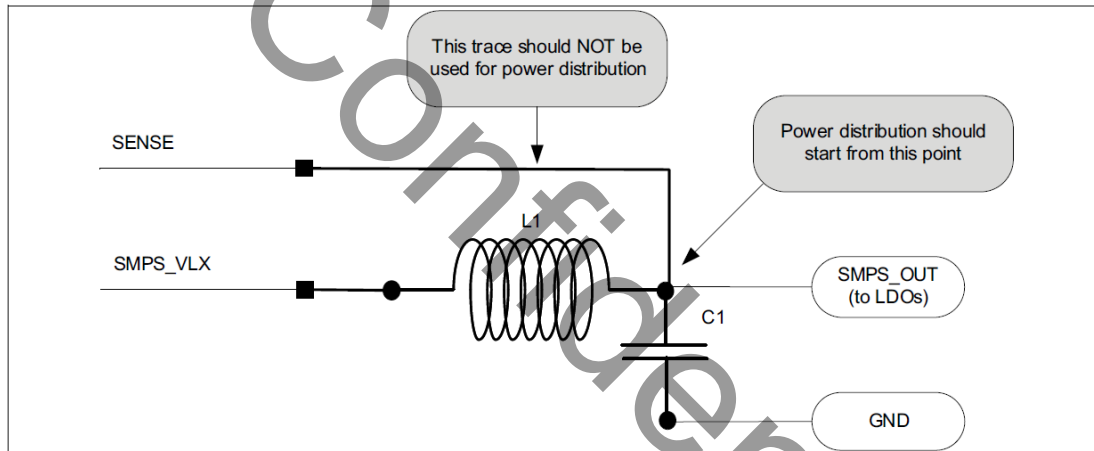 This trace should NOT be
used for power distribution
Power distribution should
start from this point
SENSE
L1
SMPS_VLX
SMPS_OUT
(to LDOs)
C1
GND